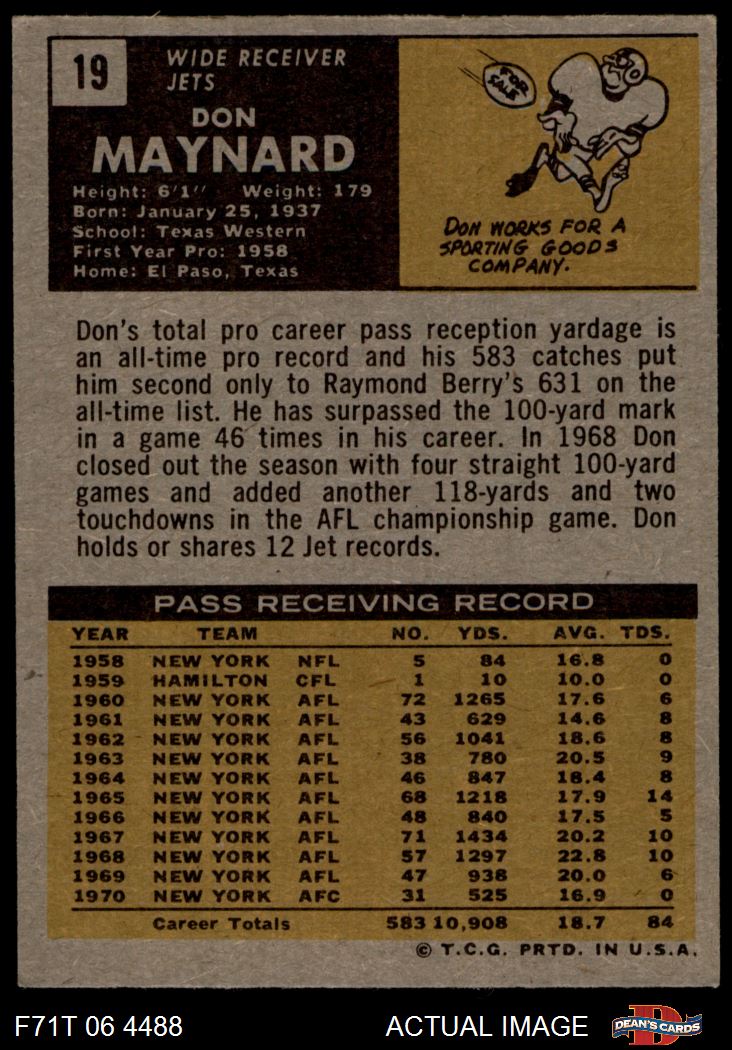 19
WIDE RECEIVER
JETS
DON
MAYNARD
Height: 6'1" Weight: 179
Born: January 25, 1937
School: Texas Western
First Year Pro: 1958
Home: El Paso, Texas
FOR
SALE
DON WORKS FOR A
SPORTING GOODS
COMPANY.
Don's total pro career pass reception yardage is
an all-time pro record and his 583 catches put
him second only to Raymond Berry's 631 on the
all-time list. He has surpassed the 100-yard mark
in a game 46 times in his career. In 1968 Don
closed out the season with four straight 100-yard
games and added another 118-yards and two
touchdowns in the AFL championship game. Don
holds or shares 12 Jet records.
PASS RECEIVING RECORD
YEAR TEAM NO. YDS. AVG. TDS.
1958 NEW YORK NFL 5 84 16.8 0
1959 HAMILTON CFL 1 10 10.0 0
1960 NEW YORK AFL 72 1265 17.6 6
1961 NEW YORK AFL 43 629 14.6 8
1962 NEW YORK AFL 56 1041 18.6 8
1963 NEW YORK AFL 38 780 20.5 9
1964 NEW YORK AFL 46 847 18.4 8
1965 NEW YORK AFL 68 1218 17.9 14
1966 NEW YORK AFL 48 840 17.5 5
1967 NEW YORK AFL 71 1434 20.2 10
1968 NEW YORK AFL 57 1297 22.8 10
1969 NEW YORK AFL 47 938 20.0 6
1970 NEW YORK AFC 31 525 16.9 0
Career Totals 583 10,908 18.7 84
© T.C.G. PRTD. IN U.S.A.
F71T 06 4488 ACTUAL IMAGE
D
DEAN'S CARDS